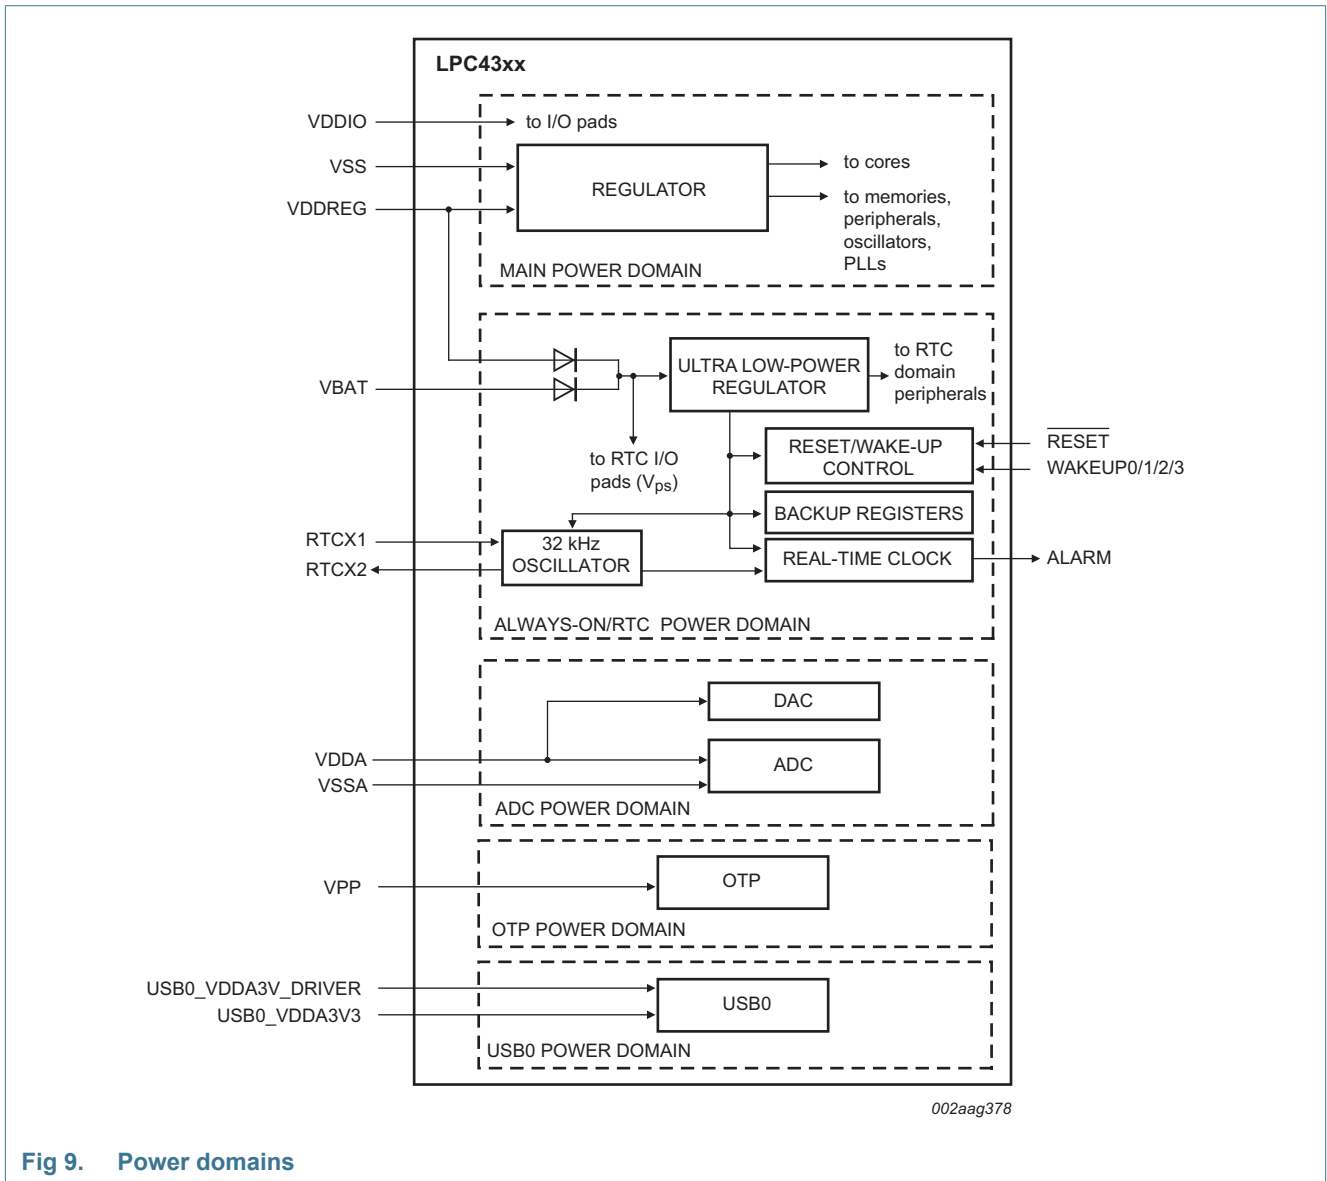 LPC43xx
VDDIO
to I/O pads
VSS
REGULATOR
to cores
VDDREG
to memories,
peripherals,
oscillators,
PLLs
MAIN POWER DOMAIN
VBAT
ULTRA LOW-POWER
REGULATOR
to RTC
domain
peripherals
to RTC I/O
pads (Vps)
RESET/WAKE-UP
CONTROL
RESET
WAKEUP0/1/2/3
BACKUP REGISTERS
RTCX1
RTCX2
32 kHz
OSCILLATOR
REAL-TIME CLOCK
ALARM
ALWAYS-ON/RTC POWER DOMAIN
DAC
VDDA
VSSA
ADC
ADC POWER DOMAIN
VPP
OTP
OTP POWER DOMAIN
USB0_VDDA3V_DRIVER
USB0_VDDA3V3
USB0
USB0 POWER DOMAIN
002aag378
Fig 9. Power domains